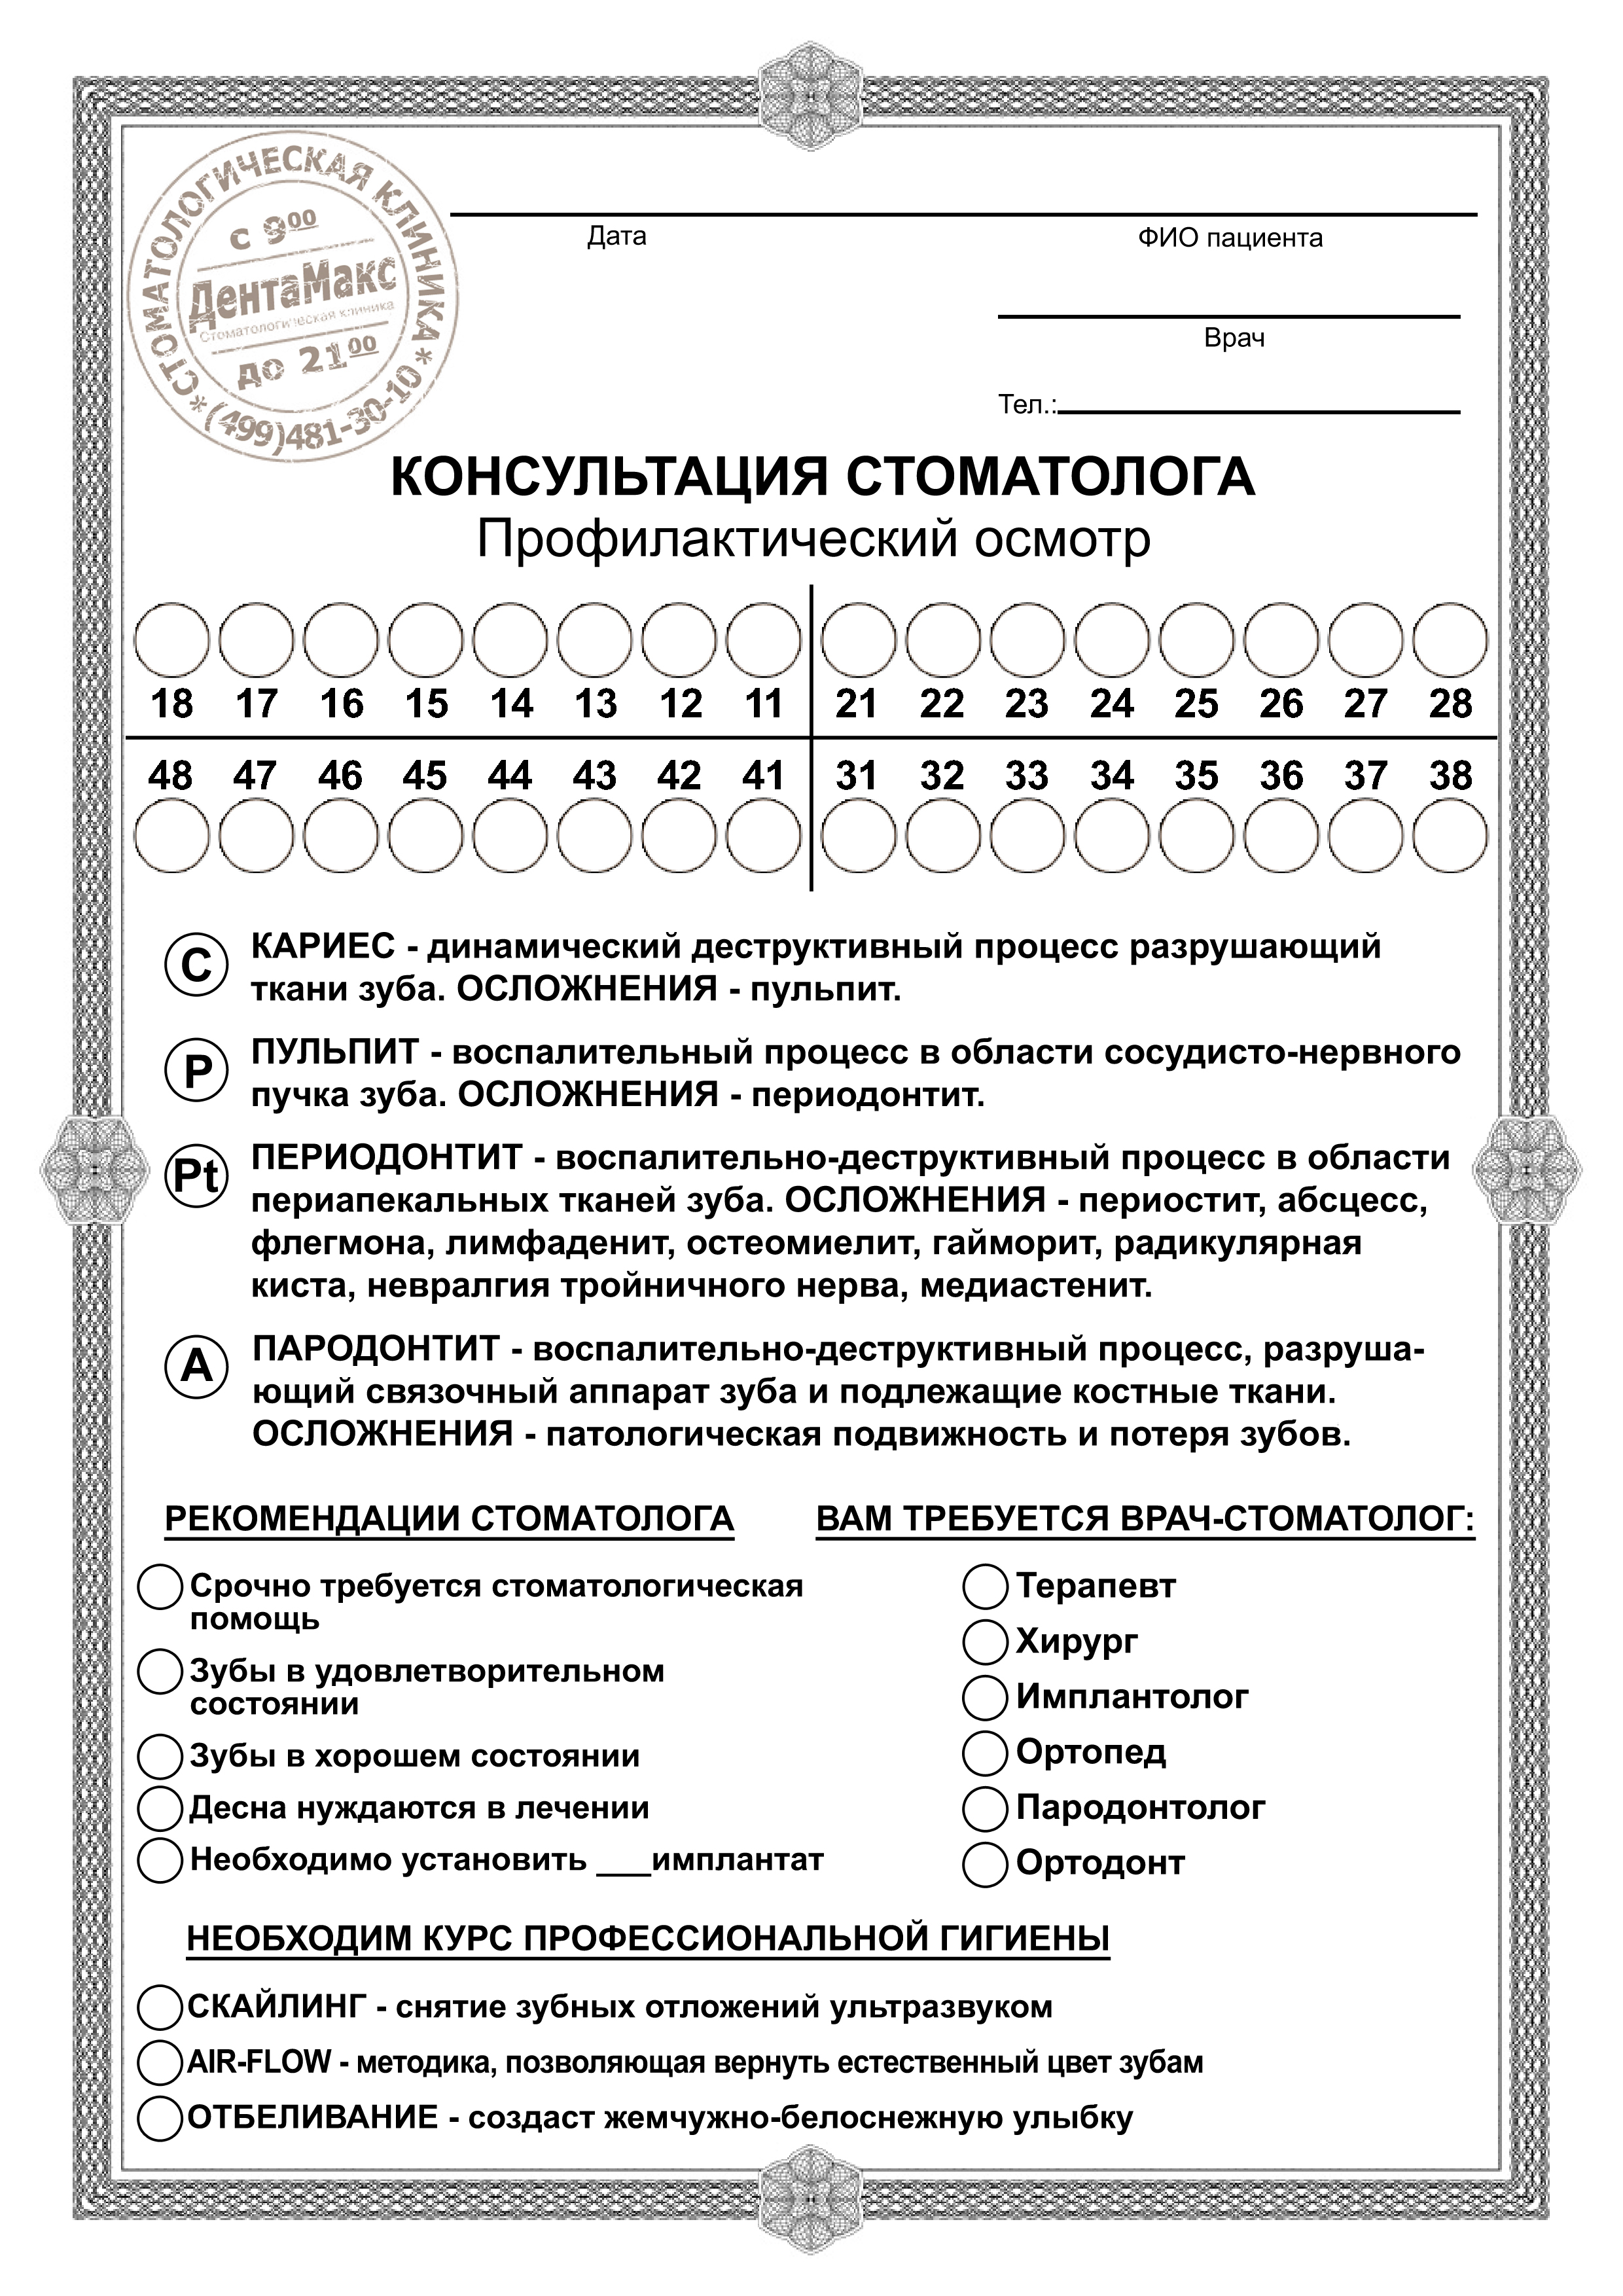 СТОМАТОЛОГИЧЕСКАЯ КЛИНИКА
с 9⁰⁰
ДентаМакс
Стоматологическая клиника
до 21⁰⁰
*(499)481-30-10*
Дата ФИО пациента
Врач
Тел.:
КОНСУЛЬТАЦИЯ СТОМАТОЛОГА
Профилактический осмотр
18 17 16 15 14 13 12 11 21 22 23 24 25 26 27 28
48 47 46 45 44 43 42 41 31 32 33 34 35 36 37 38
C КАРИЕС - динамический деструктивный процесс разрушающий
ткани зуба. ОСЛОЖНЕНИЯ - пульпит.
P ПУЛЬПИТ - воспалительный процесс в области сосудисто-нервного
пучка зуба. ОСЛОЖНЕНИЯ - периодонтит.
Pt ПЕРИОДОНТИТ - воспалительно-деструктивный процесс в области
периапекальных тканей зуба. ОСЛОЖНЕНИЯ - периостит, абсцесс,
флегмона, лимфаденит, остеомиелит, гайморит, радикулярная
киста, невралгия тройничного нерва, медиастенит.
A ПАРОДОНТИТ - воспалительно-деструктивный процесс, разруша-
ющий связочный аппарат зуба и подлежащие костные ткани.
ОСЛОЖНЕНИЯ - патологическая подвижность и потеря зубов.
РЕКОМЕНДАЦИИ СТОМАТОЛОГА
Срочно требуется стоматологическая
помощь
Зубы в удовлетворительном
состоянии
Зубы в хорошем состоянии
Десна нуждаются в лечении
Необходимо установить ___имплантат
ВАМ ТРЕБУЕТСЯ ВРАЧ-СТОМАТОЛОГ:
Терапевт
Хирург
Имплантолог
Ортопед
Пародонтолог
Ортодонт
НЕОБХОДИМ КУРС ПРОФЕССИОНАЛЬНОЙ ГИГИЕНЫ
СКАЙЛИНГ - снятие зубных отложений ультразвуком
AIR-FLOW - методика, позволяющая вернуть естественный цвет зубам
ОТБЕЛИВАНИЕ - создаст жемчужно-белоснежную улыбку